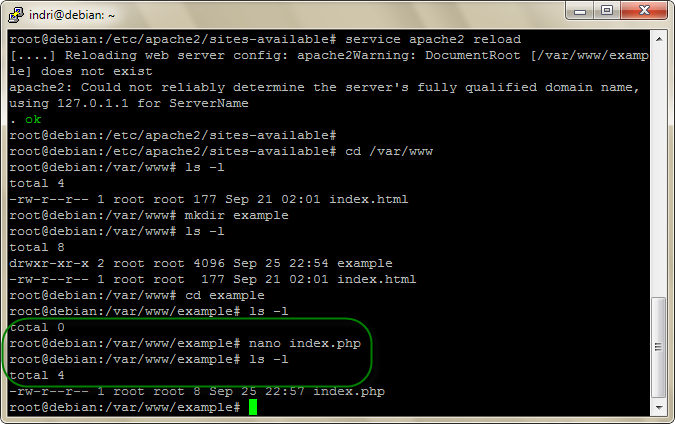 indri@debian: ~
root@debian:/etc/apache2/sites-available# service apache2 reload
[....] Reloading web server config: apache2Warning: DocumentRoot [/var/www/examp
le] does not exist
apache2: Could not reliably determine the server's fully qualified domain name,
using 127.0.1.1 for ServerName
. ok
root@debian:/etc/apache2/sites-available#
root@debian:/etc/apache2/sites-available# cd /var/www
root@debian:/var/www# ls -l
total 4
-rw-r--r-- 1 root root 177 Sep 21 02:01 index.html
root@debian:/var/www# mkdir example
root@debian:/var/www# ls -l
total 8
drwxr-xr-x 2 root root 4096 Sep 25 22:54 example
-rw-r--r-- 1 root root  177 Sep 21 02:01 index.html
root@debian:/var/www# cd example
root@debian:/var/www/example# ls -l
total 0
root@debian:/var/www/example# nano index.php
root@debian:/var/www/example# ls -l
total 4
-rw-r--r-- 1 root root 8 Sep 25 22:57 index.php
root@debian:/var/www/example#